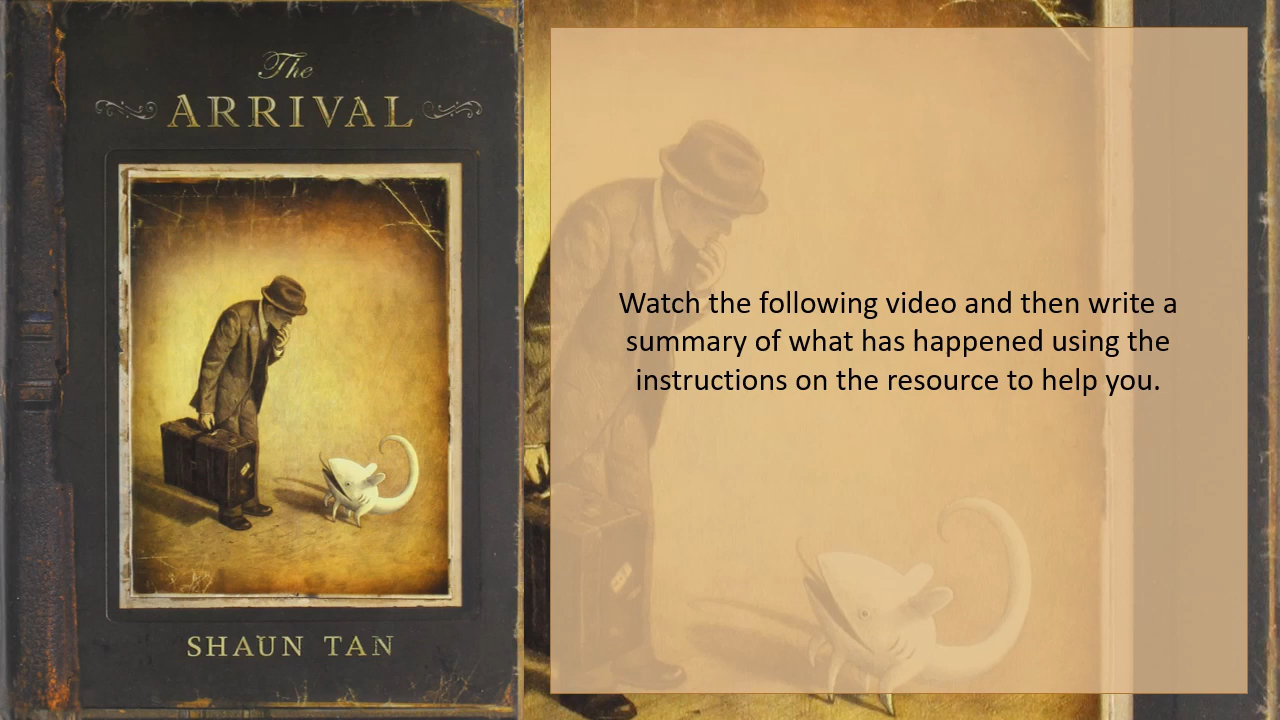 The
ARRIVAL
SHAUN TAN
Watch the following video and then write a
summary of what has happened using the
instructions on the resource to help you.